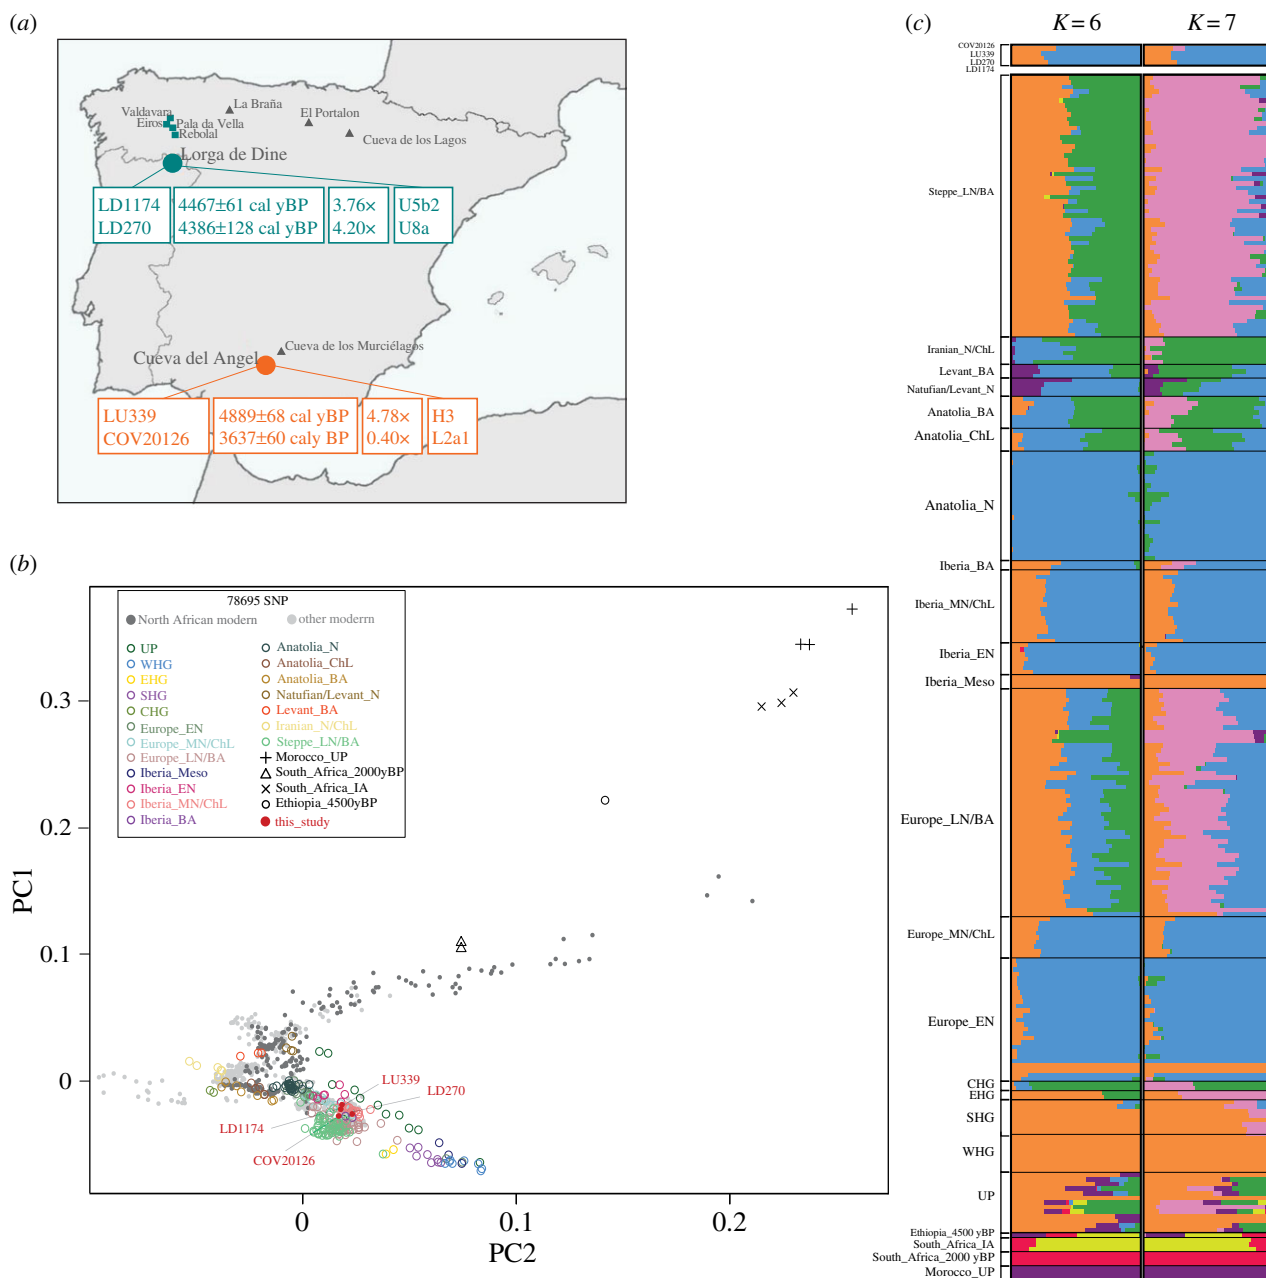 (a)
Valdavara
Eiros
Pala da Vella
Rebolal
La Braña
El Portalon
Cueva de los Lagos
Lorga de Dine
LD1174 4467±61 cal yBP 3.76× U5b2
LD270 4386±128 cal yBP 4.20× U8a
Cueva de los Murciélagos
Cueva del Angel
LU339 4889±68 cal yBP 4.78× H3
COV20126 3637±60 caly BP 0.40× L2a1
(b)
78695 SNP
North African modern other moderrn
UP Anatolia_N
WHG Anatolia_ChL
EHG Anatolia_BA
SHG Natufian/Levant_N
CHG Levant_BA
Europe_EN Iranian_N/ChL
Europe_MN/ChL Steppe_LN/BA
Europe_LN/BA Morocco_UP
Iberia_Meso South_Africa_2000yBP
Iberia_EN South_Africa_IA
Iberia_MN/ChL Ethiopia_4500yBP
Iberia_BA this_study
0.3
0.2
0.1
0
PC1
LU339
LD270
LD1174
COV20126
0 0.1 0.2
PC2
(c) K=6 K=7
COV20126
LU339
LD270
LD1174
Steppe_LN/BA
Iranian_N/ChL
Levant_BA
Natufian/Levant_N
Anatolia_BA
Anatolia_ChL
Anatolia_N
Iberia_BA
Iberia_MN/ChL
Iberia_EN
Iberia_Meso
Europe_LN/BA
Europe_MN/ChL
Europe_EN
CHG
EHG
SHG
WHG
UP
Ethiopia_4500 yBP
South_Africa_IA
South_Africa_2000 yBP
Morocco_UP